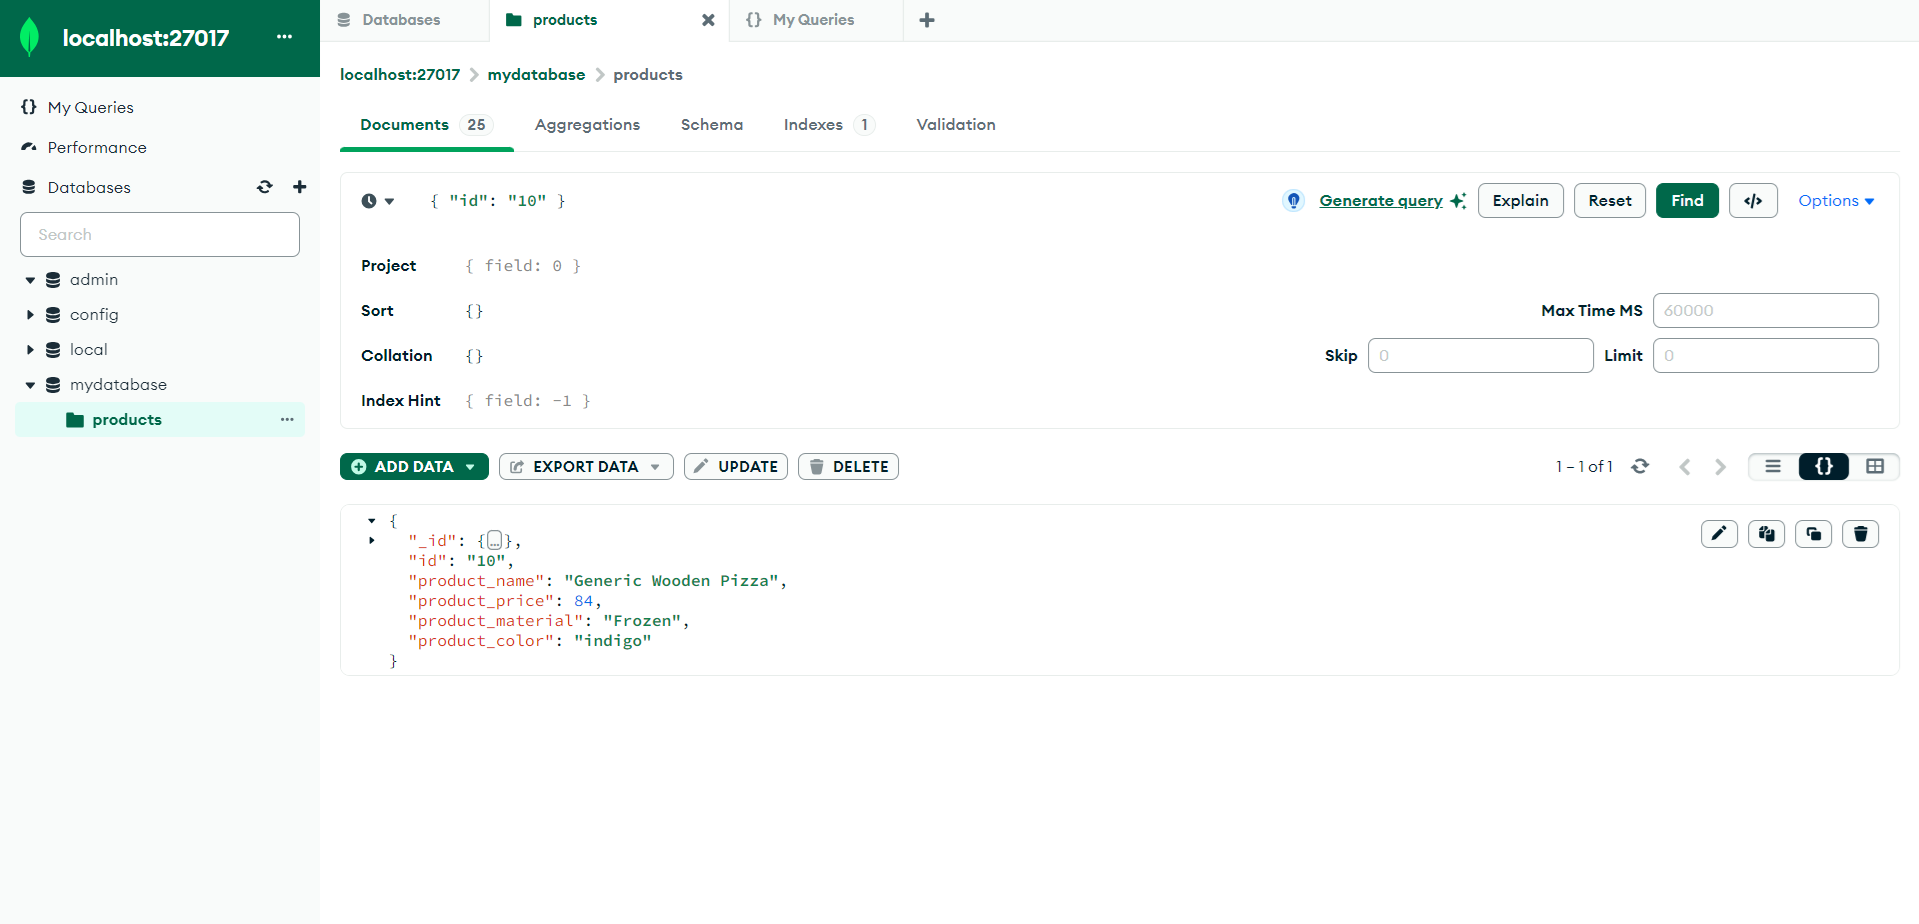 localhost:27017
My Queries
Performance
Databases
Search
admin
config
local
mydatabase
products
Databases
products
{} My Queries
localhost:27017 > mydatabase > products
Documents 25 Aggregations Schema Indexes 1 Validation
{ "id": "10" }
Generate query Explain Reset Find </> Options
Project { field: 0 }
Sort {} Max Time MS 60000
Collation {} Skip 0 Limit 0
Index Hint { field: -1 }
ADD DATA EXPORT DATA UPDATE DELETE 1 – 1 of 1 {}
{
"_id": {…},
"id": "10",
"product_name": "Generic Wooden Pizza",
"product_price": 84,
"product_material": "Frozen",
"product_color": "indigo"
}